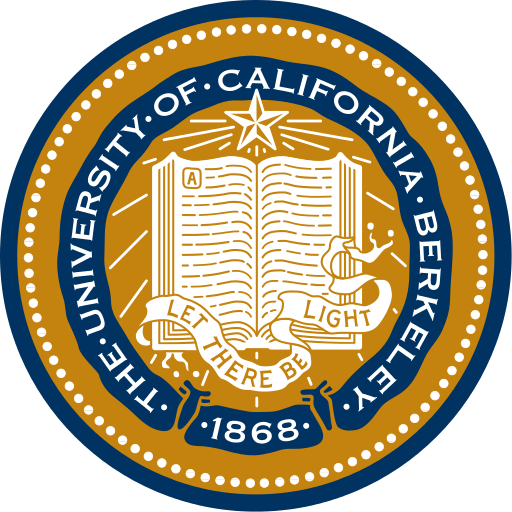 THE · UNIVERSITY · OF · CALIFORNIA · BERKELEY
A
LET THERE BE LIGHT
· 1868 ·